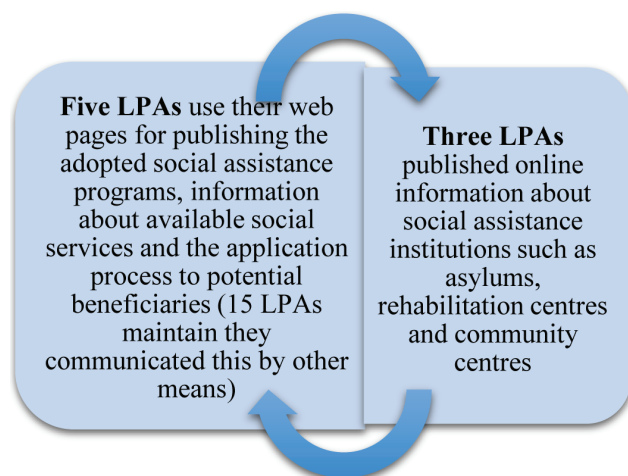 Five LPAs use their web
pages for publishing the
adopted social assistance
programs, information
about available social
services and the application
process to potential
beneficiaries (15 LPAs
maintain they
communicated this by other
means)
Three LPAs
published online
information about
social assistance
institutions such as
asylums,
rehabilitation centres
and community
centres